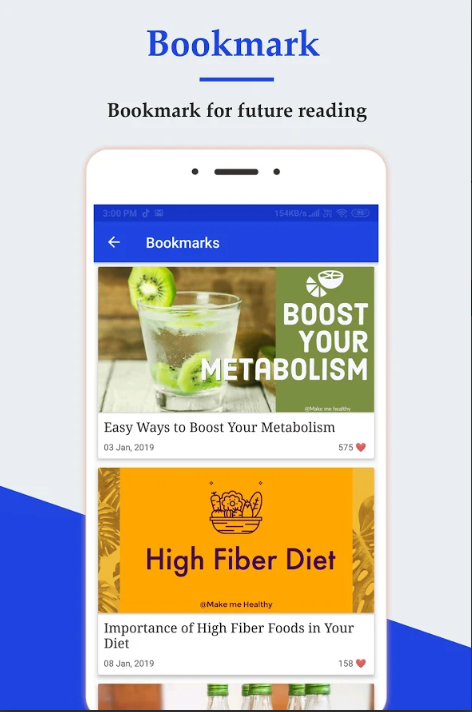 Bookmark
Bookmark for future reading
3:00 PM
154KB/s
Bookmarks
BOOST
YOUR
METABOLISM
@Make me healthy
Easy Ways to Boost Your Metabolism
03 Jan, 2019
575
High Fiber Diet
@Make me Healthy
Importance of High Fiber Foods in Your
Diet
08 Jan, 2019
158